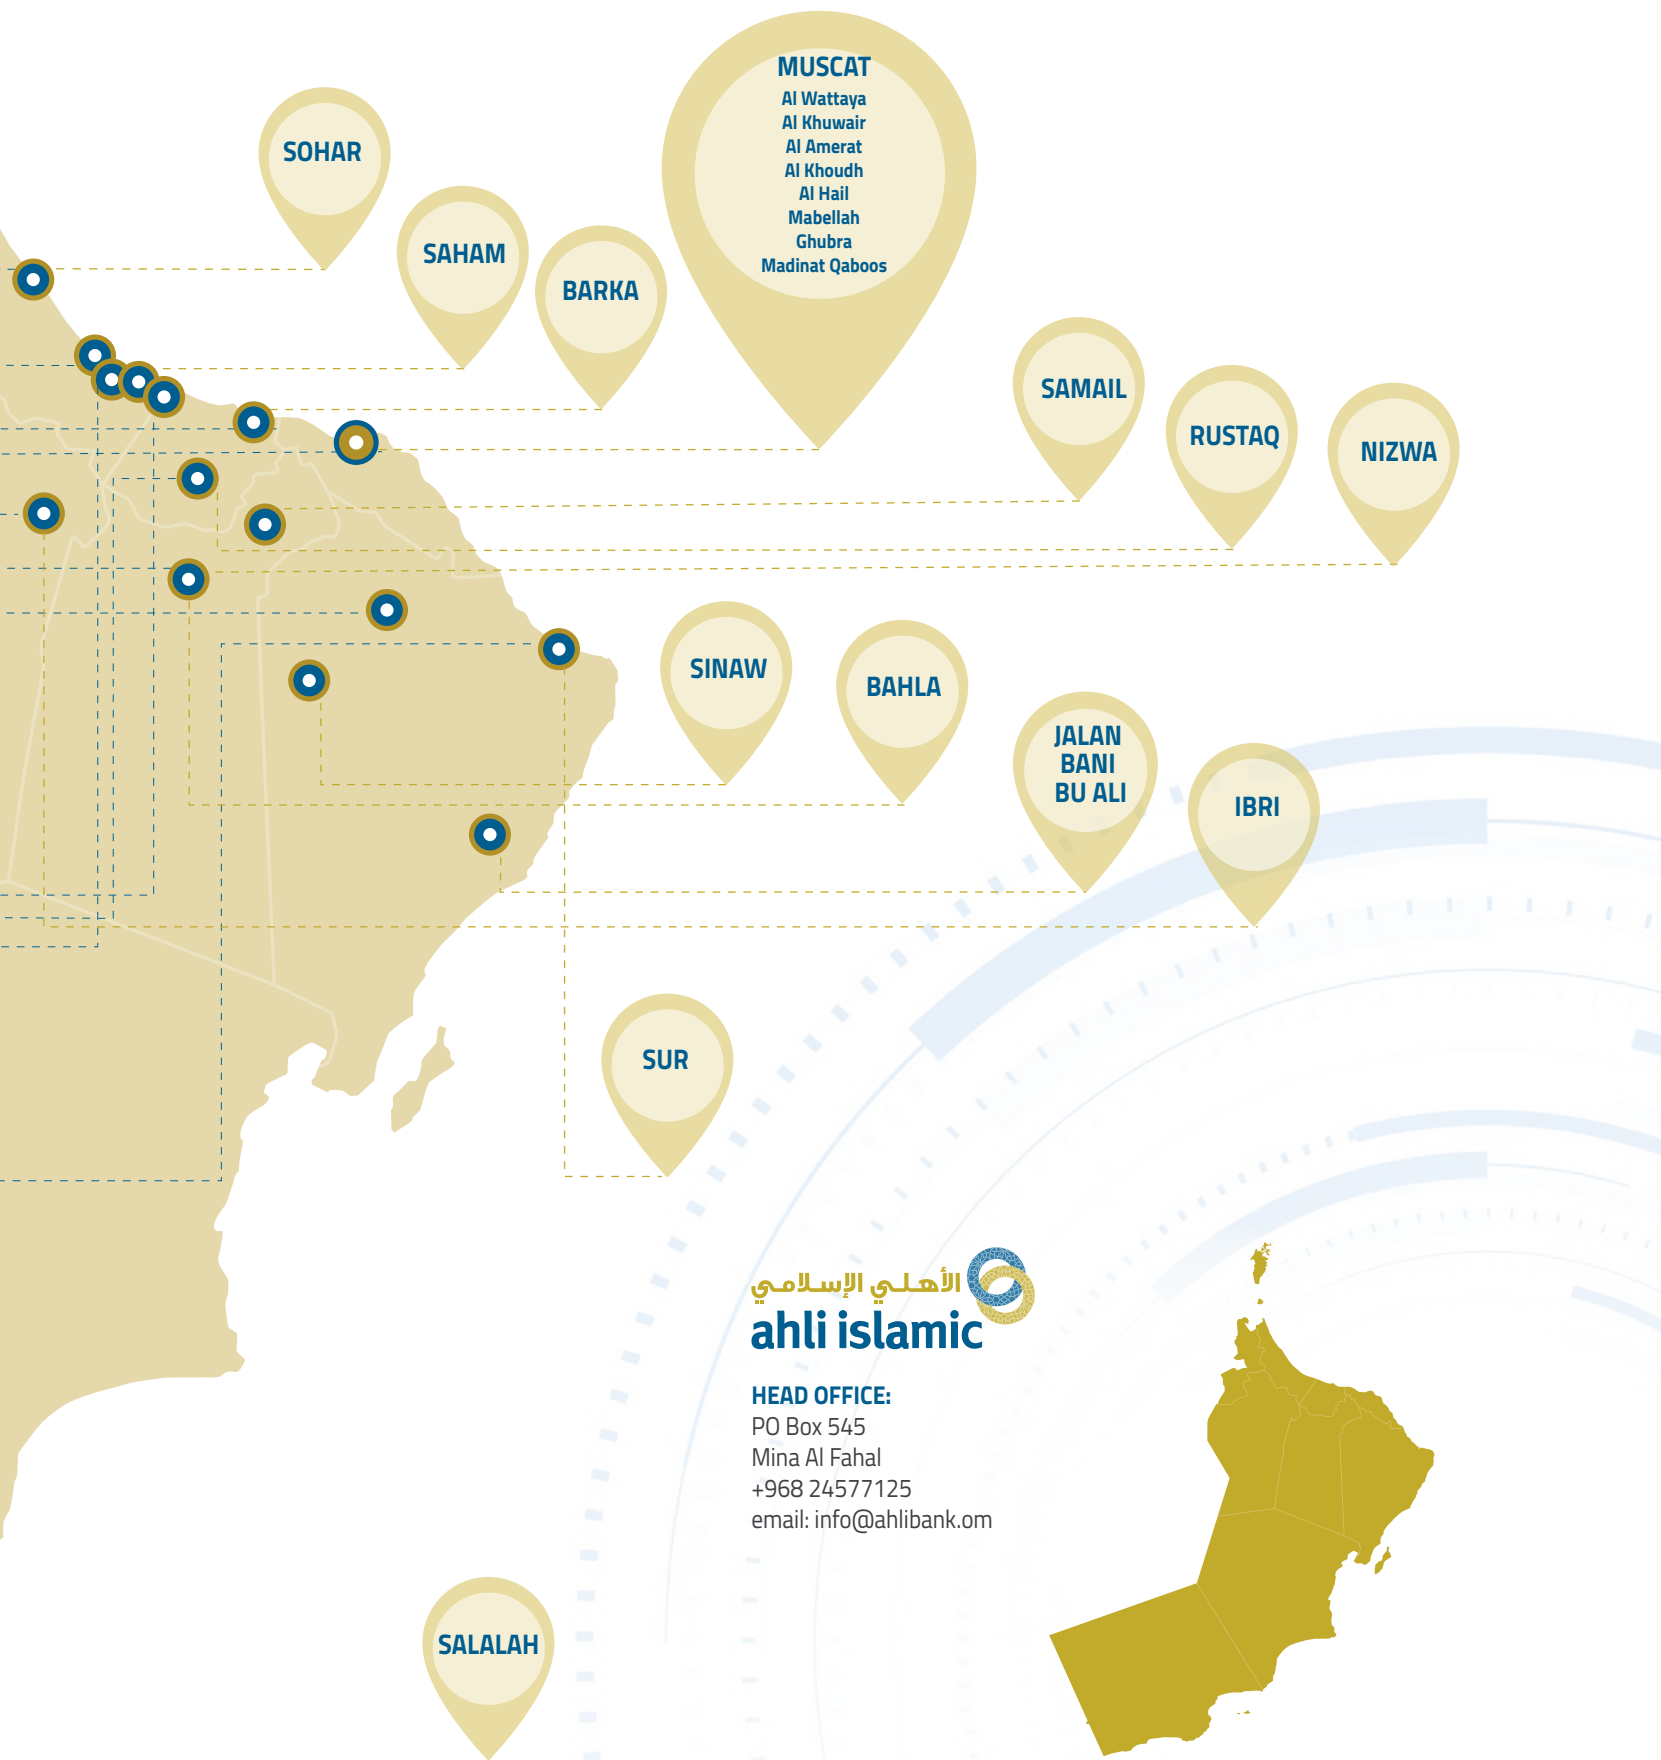 MUSCAT
Al Wattaya
Al Khuwair
Al Amerat
Al Khoudh
Al Hail
Mabellah
Ghubra
Madinat Qaboos
SOHAR
SAHAM
BARKA
SAMAIL
RUSTAQ
NIZWA
SINAW
BAHLA
JALAN
BANI
BU ALI
IBRI
SUR
الأهلي الإسلامي
ahli islamic
HEAD OFFICE:
PO Box 545
Mina Al Fahal
+968 24577125
email: info@ahlibank.om
SALALAH